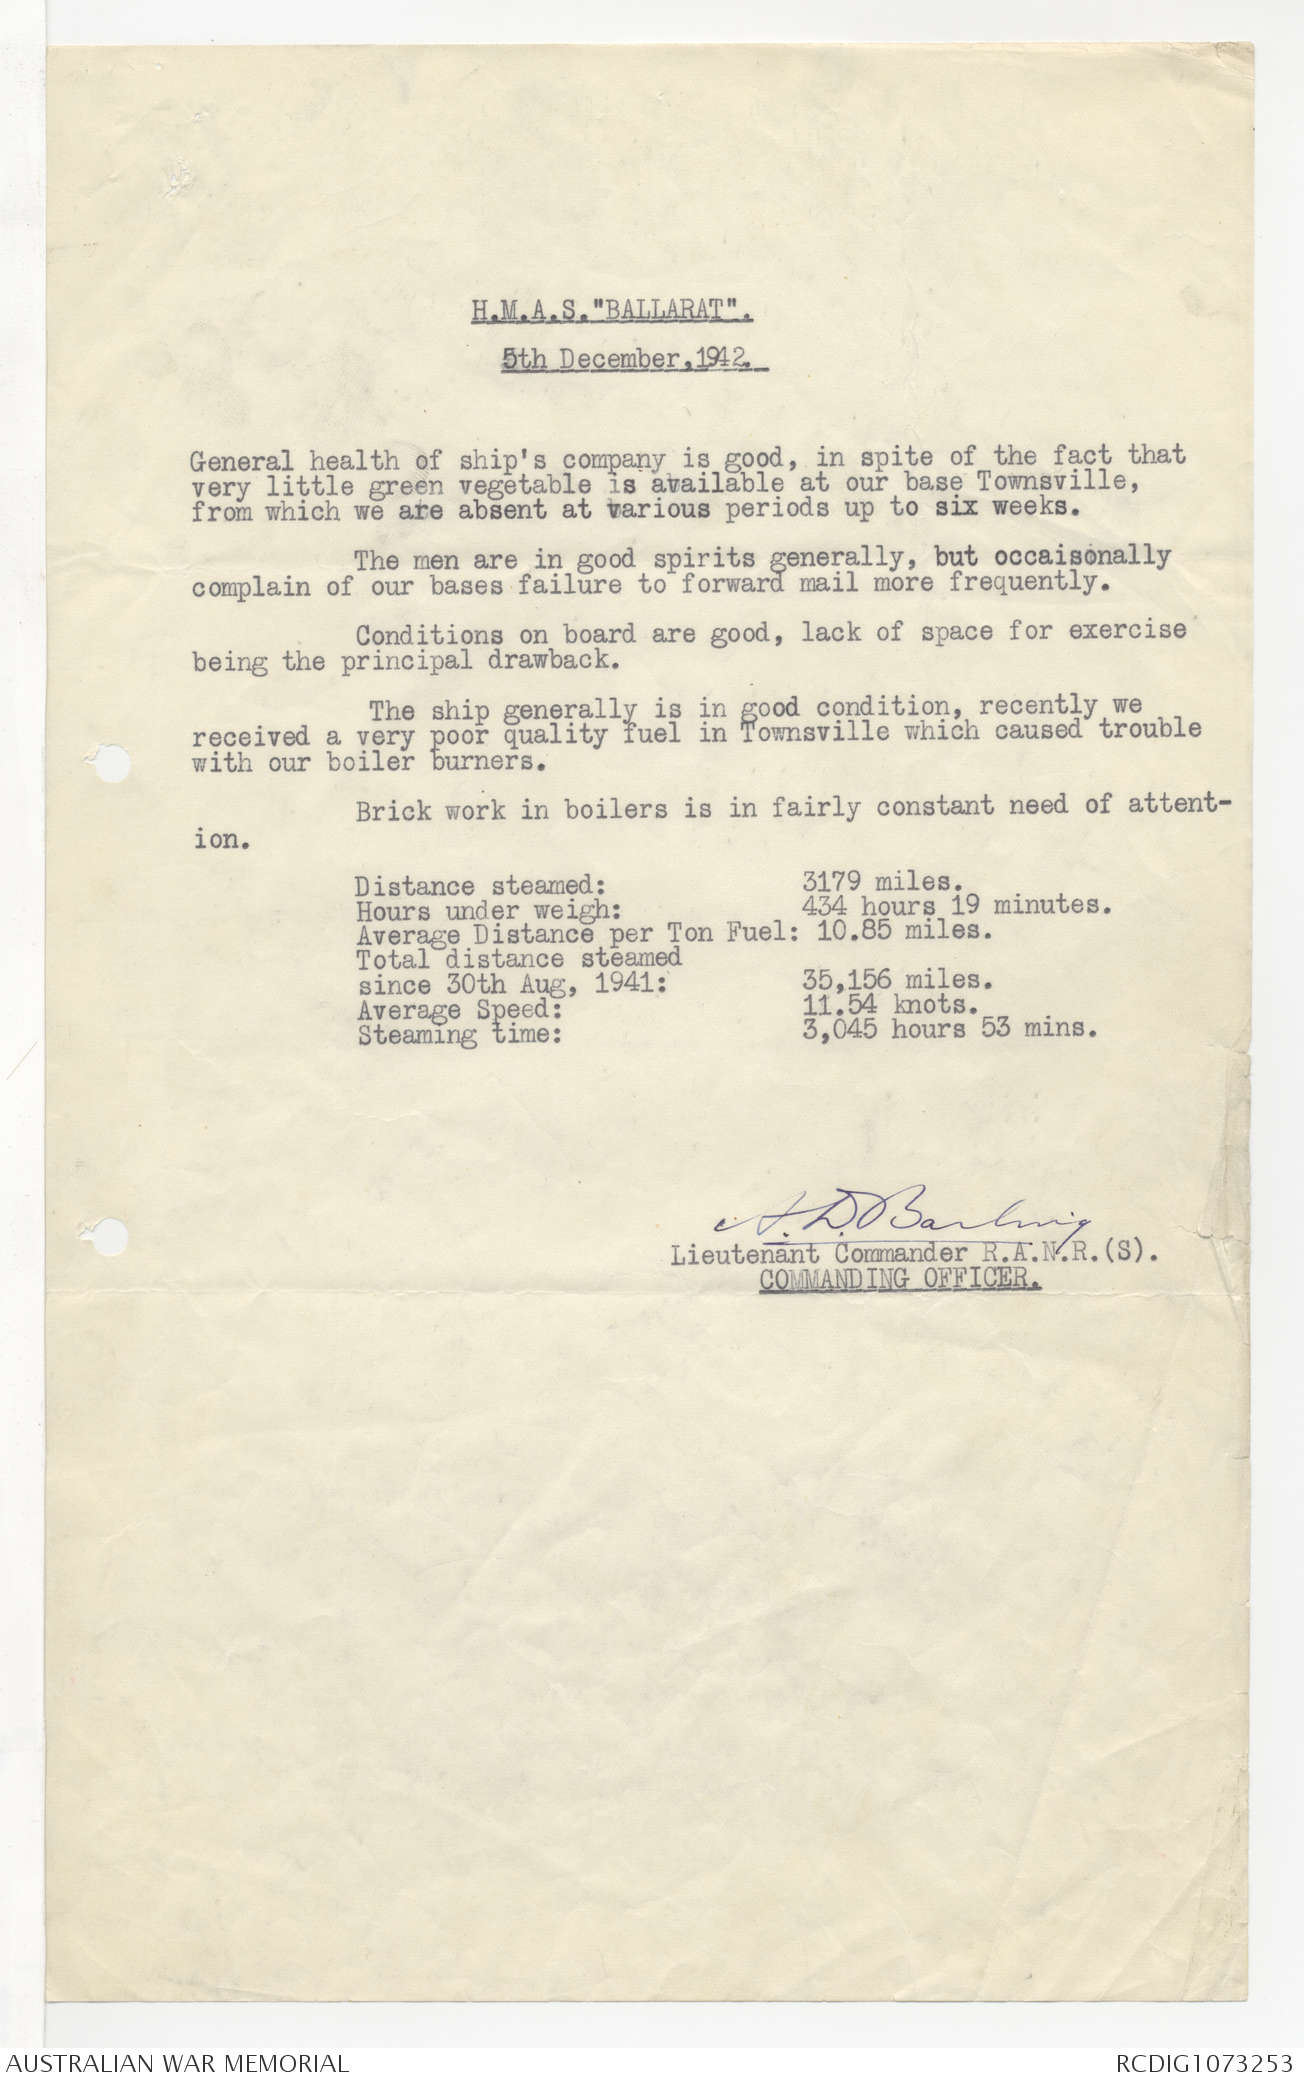 H.M.A.S."BALLARAT".
5th December,1942.
General health of ship's company is good, in spite of the fact that
very little green vegetable is available at our base Townsville,
from which we are absent at various periods up to six weeks.
The men are in good spirits generally, but occaisonally
complain of our bases failure to forward mail more frequently.
Conditions on board are good, lack of space for exercise
being the principal drawback.
The ship generally is in good condition, recently we
received a very poor quality fuel in Townsville which caused trouble
with our boiler burners.
Brick work in boilers is in fairly constant need of attent-
ion.
Distance steamed: 3179 miles.
Hours under weigh: 434 hours 19 minutes.
Average Distance per Ton Fuel: 10.85 miles.
Total distance steamed
since 30th Aug, 1941: 35,156 miles.
Average Speed: 11.54 knots.
Steaming time: 3,045 hours 53 mins.
A. D. Barling
Lieutenant Commander R.A.N.R.(S).
COMMANDING OFFICER.
AUSTRALIAN WAR MEMORIAL
RCDIG1073253